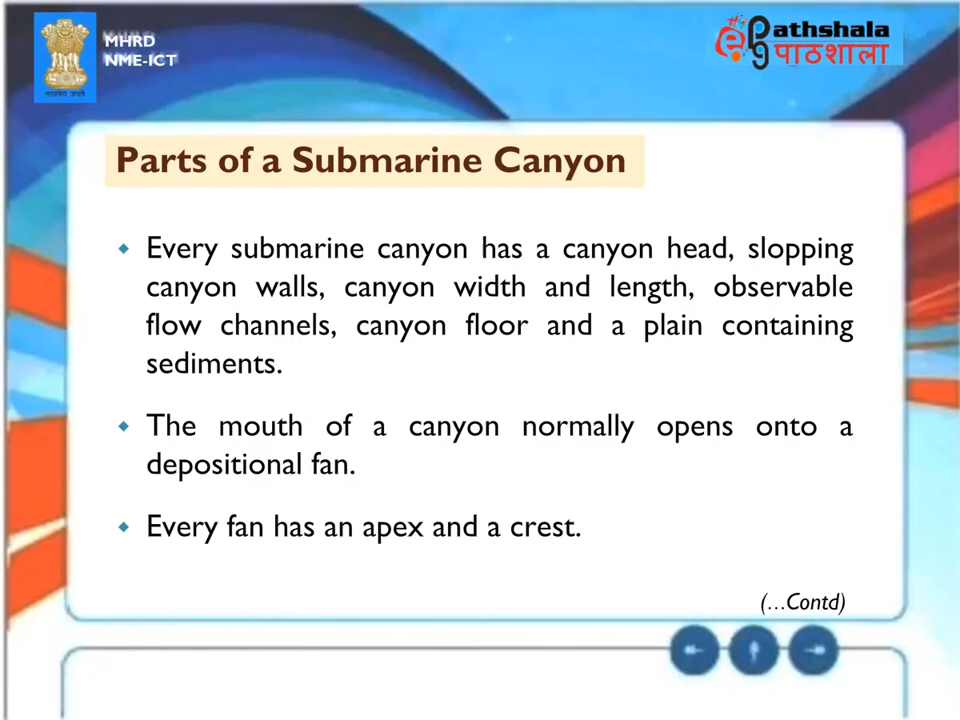 MHRD
NME-ICT
ePathshala
पाठशाला
Parts of a Submarine Canyon
Every submarine canyon has a canyon head, slopping
canyon walls, canyon width and length, observable
flow channels, canyon floor and a plain containing
sediments.
The mouth of a canyon normally opens onto a
depositional fan.
Every fan has an apex and a crest.
(...Contd)